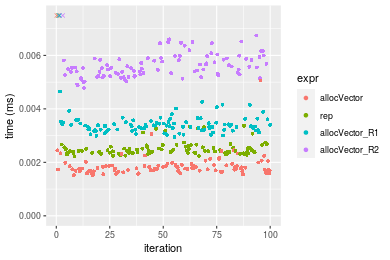 0.006
0.004
0.002
0.000
time (ms)
0
25
50
75
100
iteration
expr
allocVector
rep
allocVector_R1
allocVector_R2